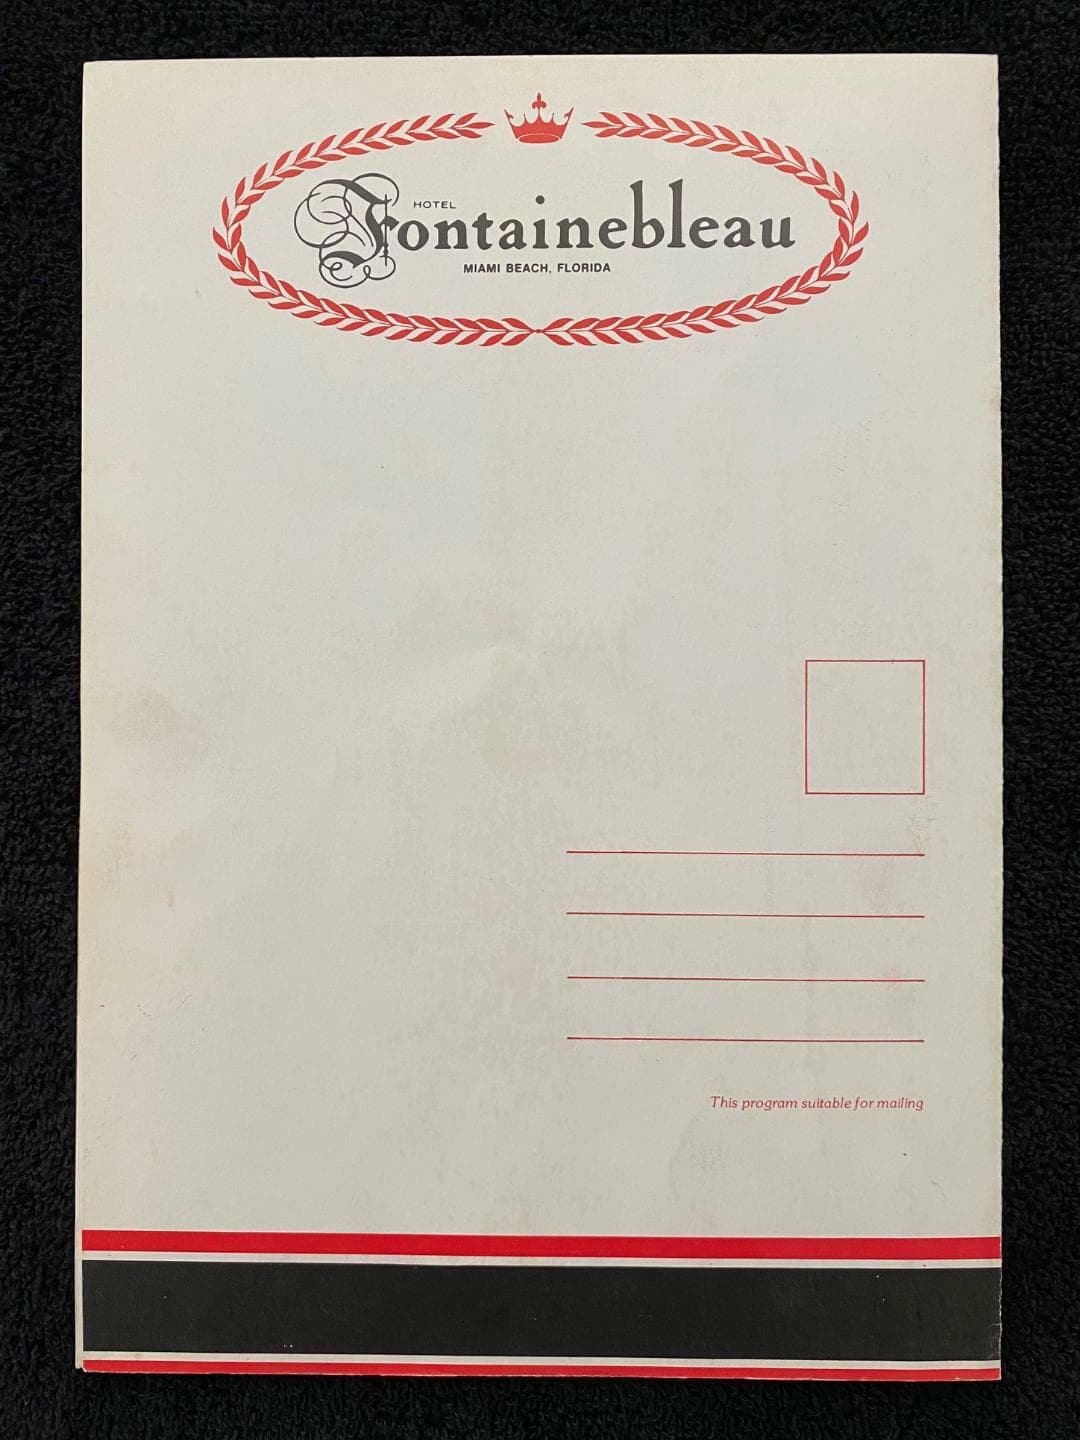 HOTEL
Fontainebleau
MIAMI BEACH, FLORIDA
This program suitable for mailing